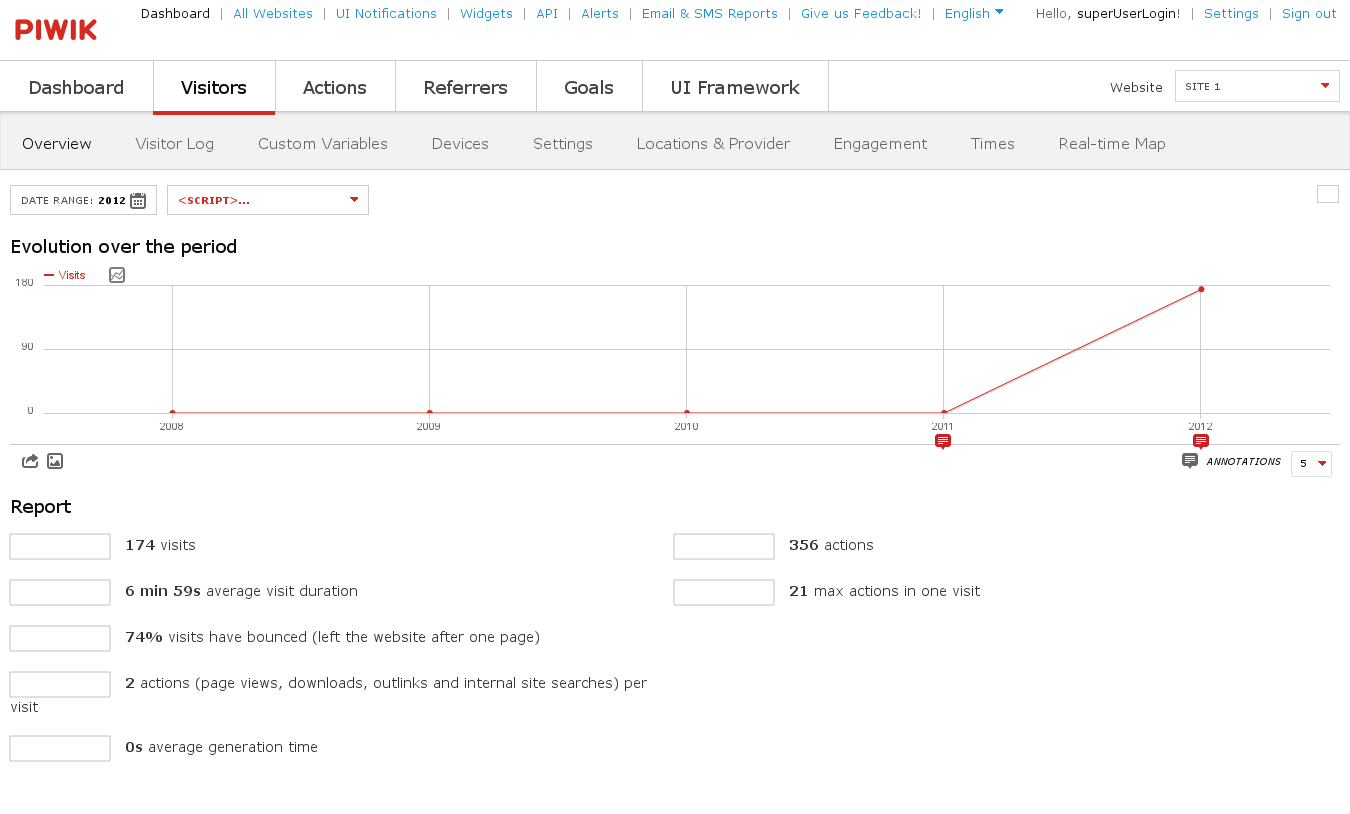 PIWIK
Dashboard | All Websites | UI Notifications | Widgets | API | Alerts | Email & SMS Reports | Give us Feedback! | English
Hello, superUserLogin! | Settings | Sign out
Dashboard Visitors Actions Referrers Goals UI Framework
Website SITE 1
Overview Visitor Log Custom Variables Devices Settings Locations & Provider Engagement Times Real-time Map
DATE RANGE: 2012
<SCRIPT>...
Evolution over the period
Visits
180
90
0
2008 2009 2010 2011 2012
ANNOTATIONS 5
Report
174 visits
356 actions
6 min 59s average visit duration
21 max actions in one visit
74% visits have bounced (left the website after one page)
2 actions (page views, downloads, outlinks and internal site searches) per
visit
0s average generation time